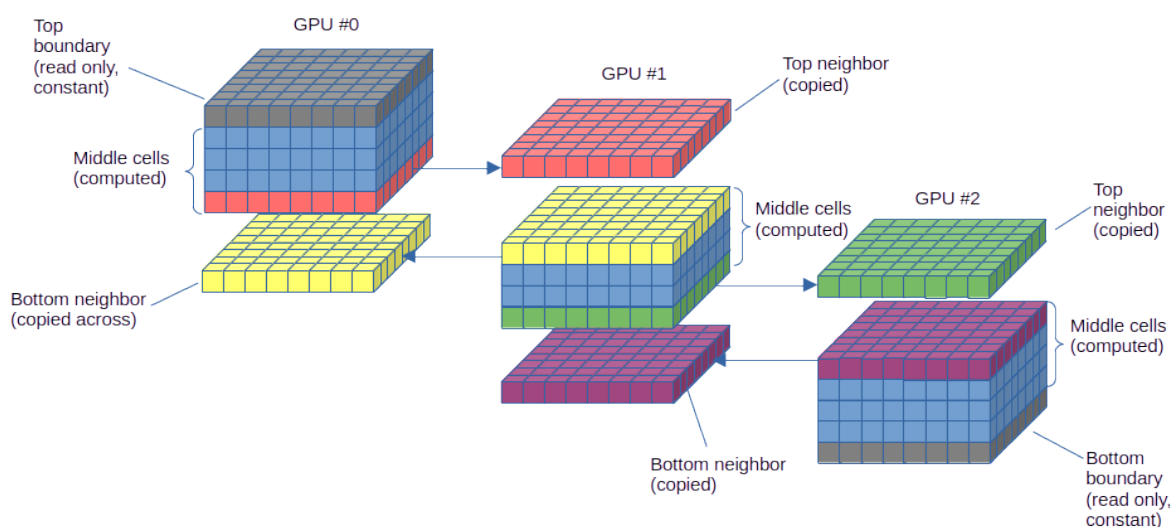 GPU #0
Top
boundary
(read only,
constant)
Middle cells
(computed)
Bottom neighbor
(copied across)
GPU #1
Top neighbor
(copied)
Middle cells
(computed)
Bottom neighbor
(copied)
GPU #2
Top
neighbor
(copied)
Middle cells
(computed)
Bottom
boundary
(read only,
constant)